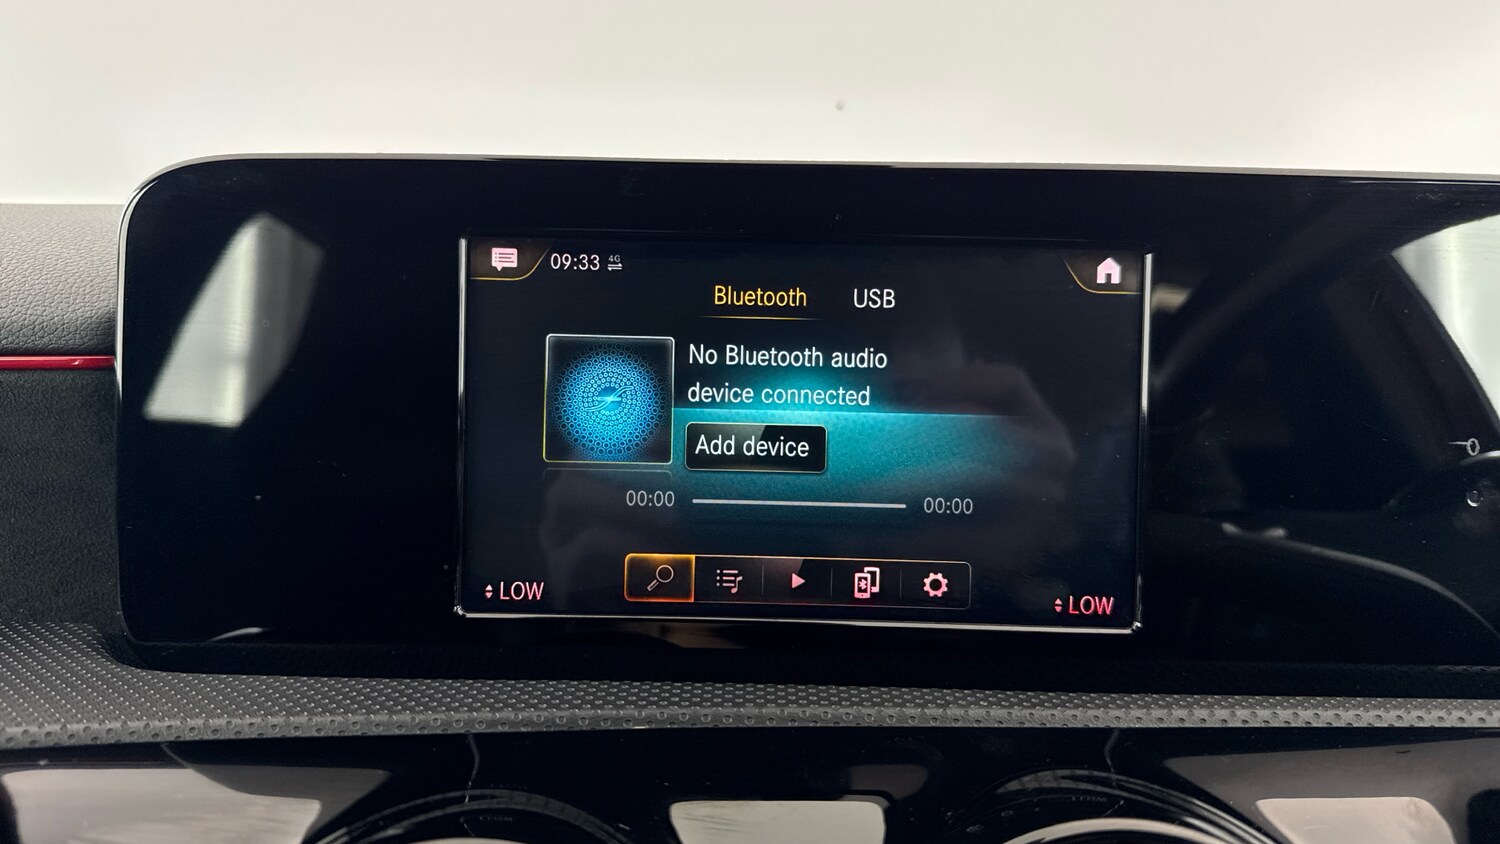 09:33 4G
Bluetooth USB
No Bluetooth audio
device connected
Add device
00:00 00:00
LOW LOW